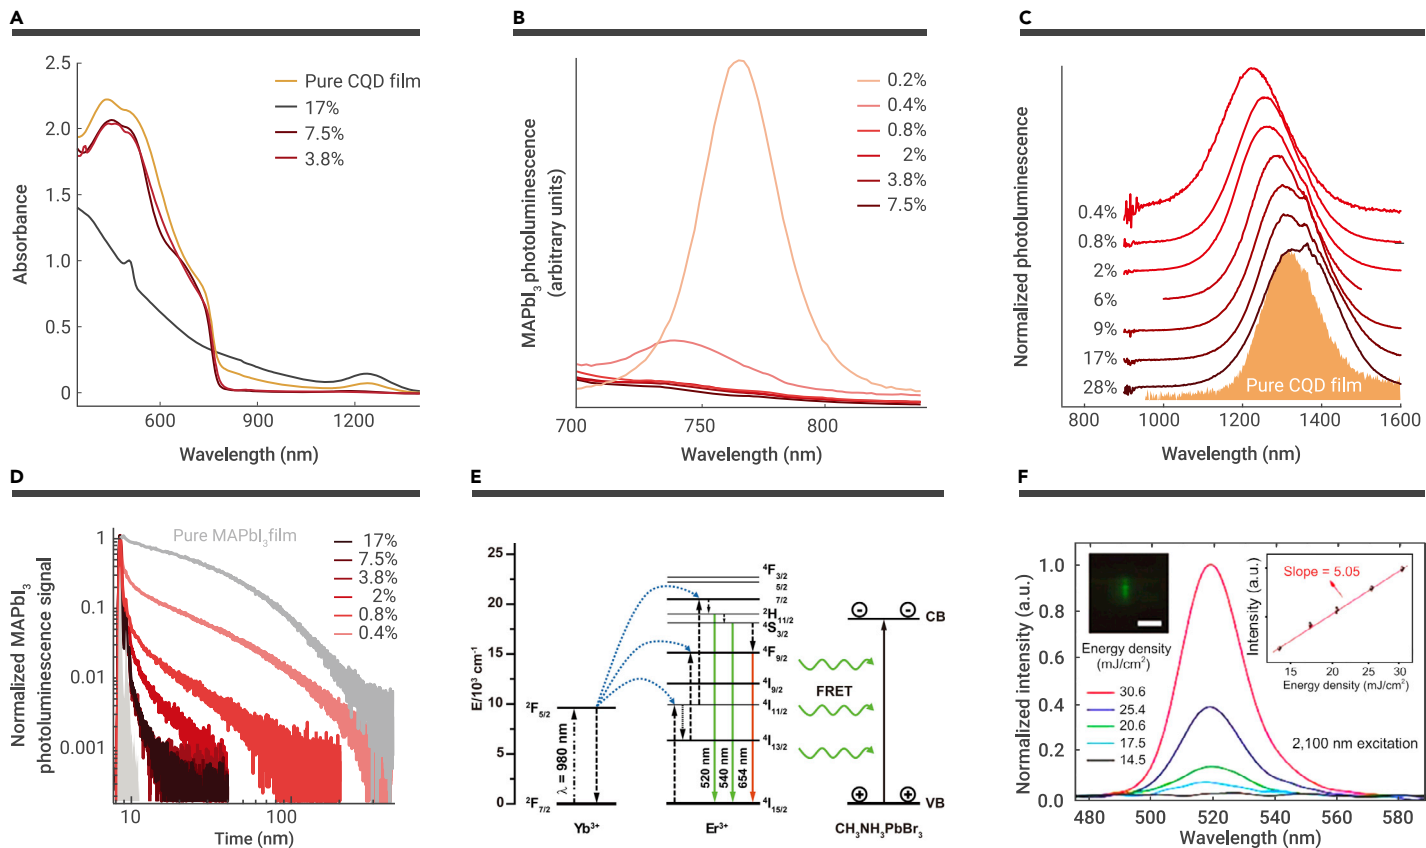 A
2.5
2.0
1.5
1.0
0.5
0
Absorbance
600
900
1200
Wavelength (nm)
Pure CQD film
17%
7.5%
3.8%
B
MAPbI3 photoluminescence
(arbitrary units)
700
750
800
Wavelength (nm)
0.2%
0.4%
0.8%
2%
3.8%
7.5%
C
Normalized photoluminescence
0.4%
0.8%
2%
6%
9%
17%
28%
Pure CQD film
800
1000
1200
1400
1600
Wavelength (nm)
D
Normalized MAPbI3
photoluminescence signal
1
0.1
0.01
0.001
Pure MAPbI3film
17%
7.5%
3.8%
2%
0.8%
0.4%
10
100
Time (nm)
E
E/10³ cm⁻¹
25
20
15
10
5
0
²F5/2
²F7/2
λ = 980 nm
Yb³⁺
⁴F3/2
5/2
7/2
²H11/2
⁴S3/2
⁴F9/2
⁴I9/2
⁴I11/2
⁴I13/2
⁴I15/2
520 nm
540 nm
654 nm
Er³⁺
FRET
CB
VB
CH3NH3PbBr3
F
Normalized intensity (a.u.)
1.0
0.8
0.6
0.4
0.2
0.0
Energy density
(mJ/cm²)
30.6
25.4
20.6
17.5
14.5
Intensity (a.u.)
Slope = 5.05
15
20
25
30
Energy density (mJ/cm²)
2,100 nm excitation
480
500
520
540
560
580
Wavelength (nm)